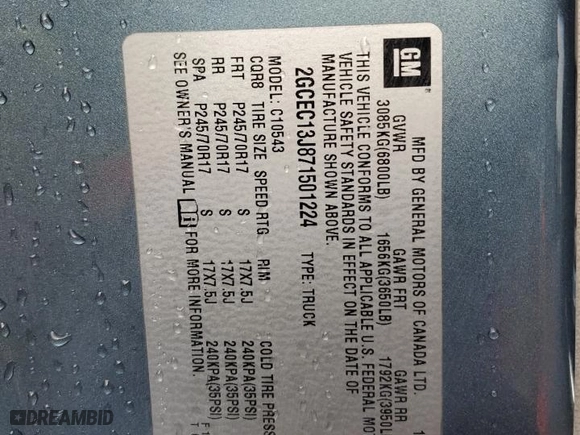 GM
MFD BY GENERAL MOTORS OF CANADA LTD.
GVWR GAWR FRT GAWR RR
3085KG(6800LB) 1656KG(3650LB) 1792KG(3950L
THIS VEHICLE CONFORMS TO ALL APPLICABLE U.S. FEDERAL MO
VEHICLE SAFETY STANDARDS IN EFFECT ON THE DATE OF
MANUFACTURE SHOWN ABOVE.
2GCEC13J871501224 TYPE: TRUCK
MODEL: C10543
CQR8 TIRE SIZE SPEED RTG RIM COLD TIRE PRESS
FRT P245/70R17 S 17X7.5J 240KPA(35PSI)
RR P245/70R17 S 17X7.5J 240KPA(35PSI)
SPA P245/70R17 S 17X7.5J 240KPA(35PSI)
SEE OWNER'S MANUAL FOR MORE INFORMATION.
DREAMBID